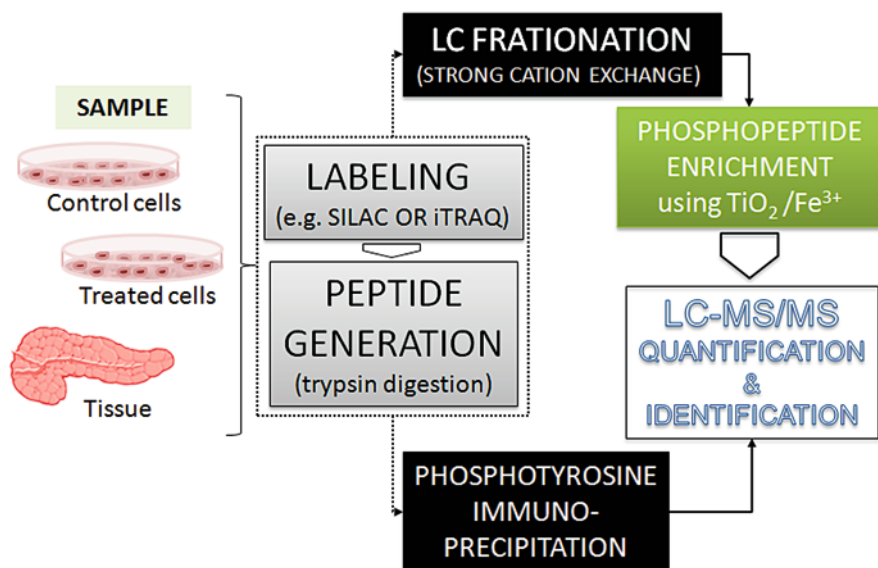 SAMPLE
Control cells
Treated cells
Tissue
LABELING
(e.g. SILAC OR iTRAQ)
PEPTIDE
GENERATION
(trypsin digestion)
LC FRATIONATION
(STRONG CATION EXCHANGE)
PHOSPHOPEPTIDE
ENRICHMENT
using TiO₂/Fe³⁺
LC-MS/MS
QUANTIFICATION
&
IDENTIFICATION
PHOSPHOTYROSINE
IMMUNO-
PRECIPITATION